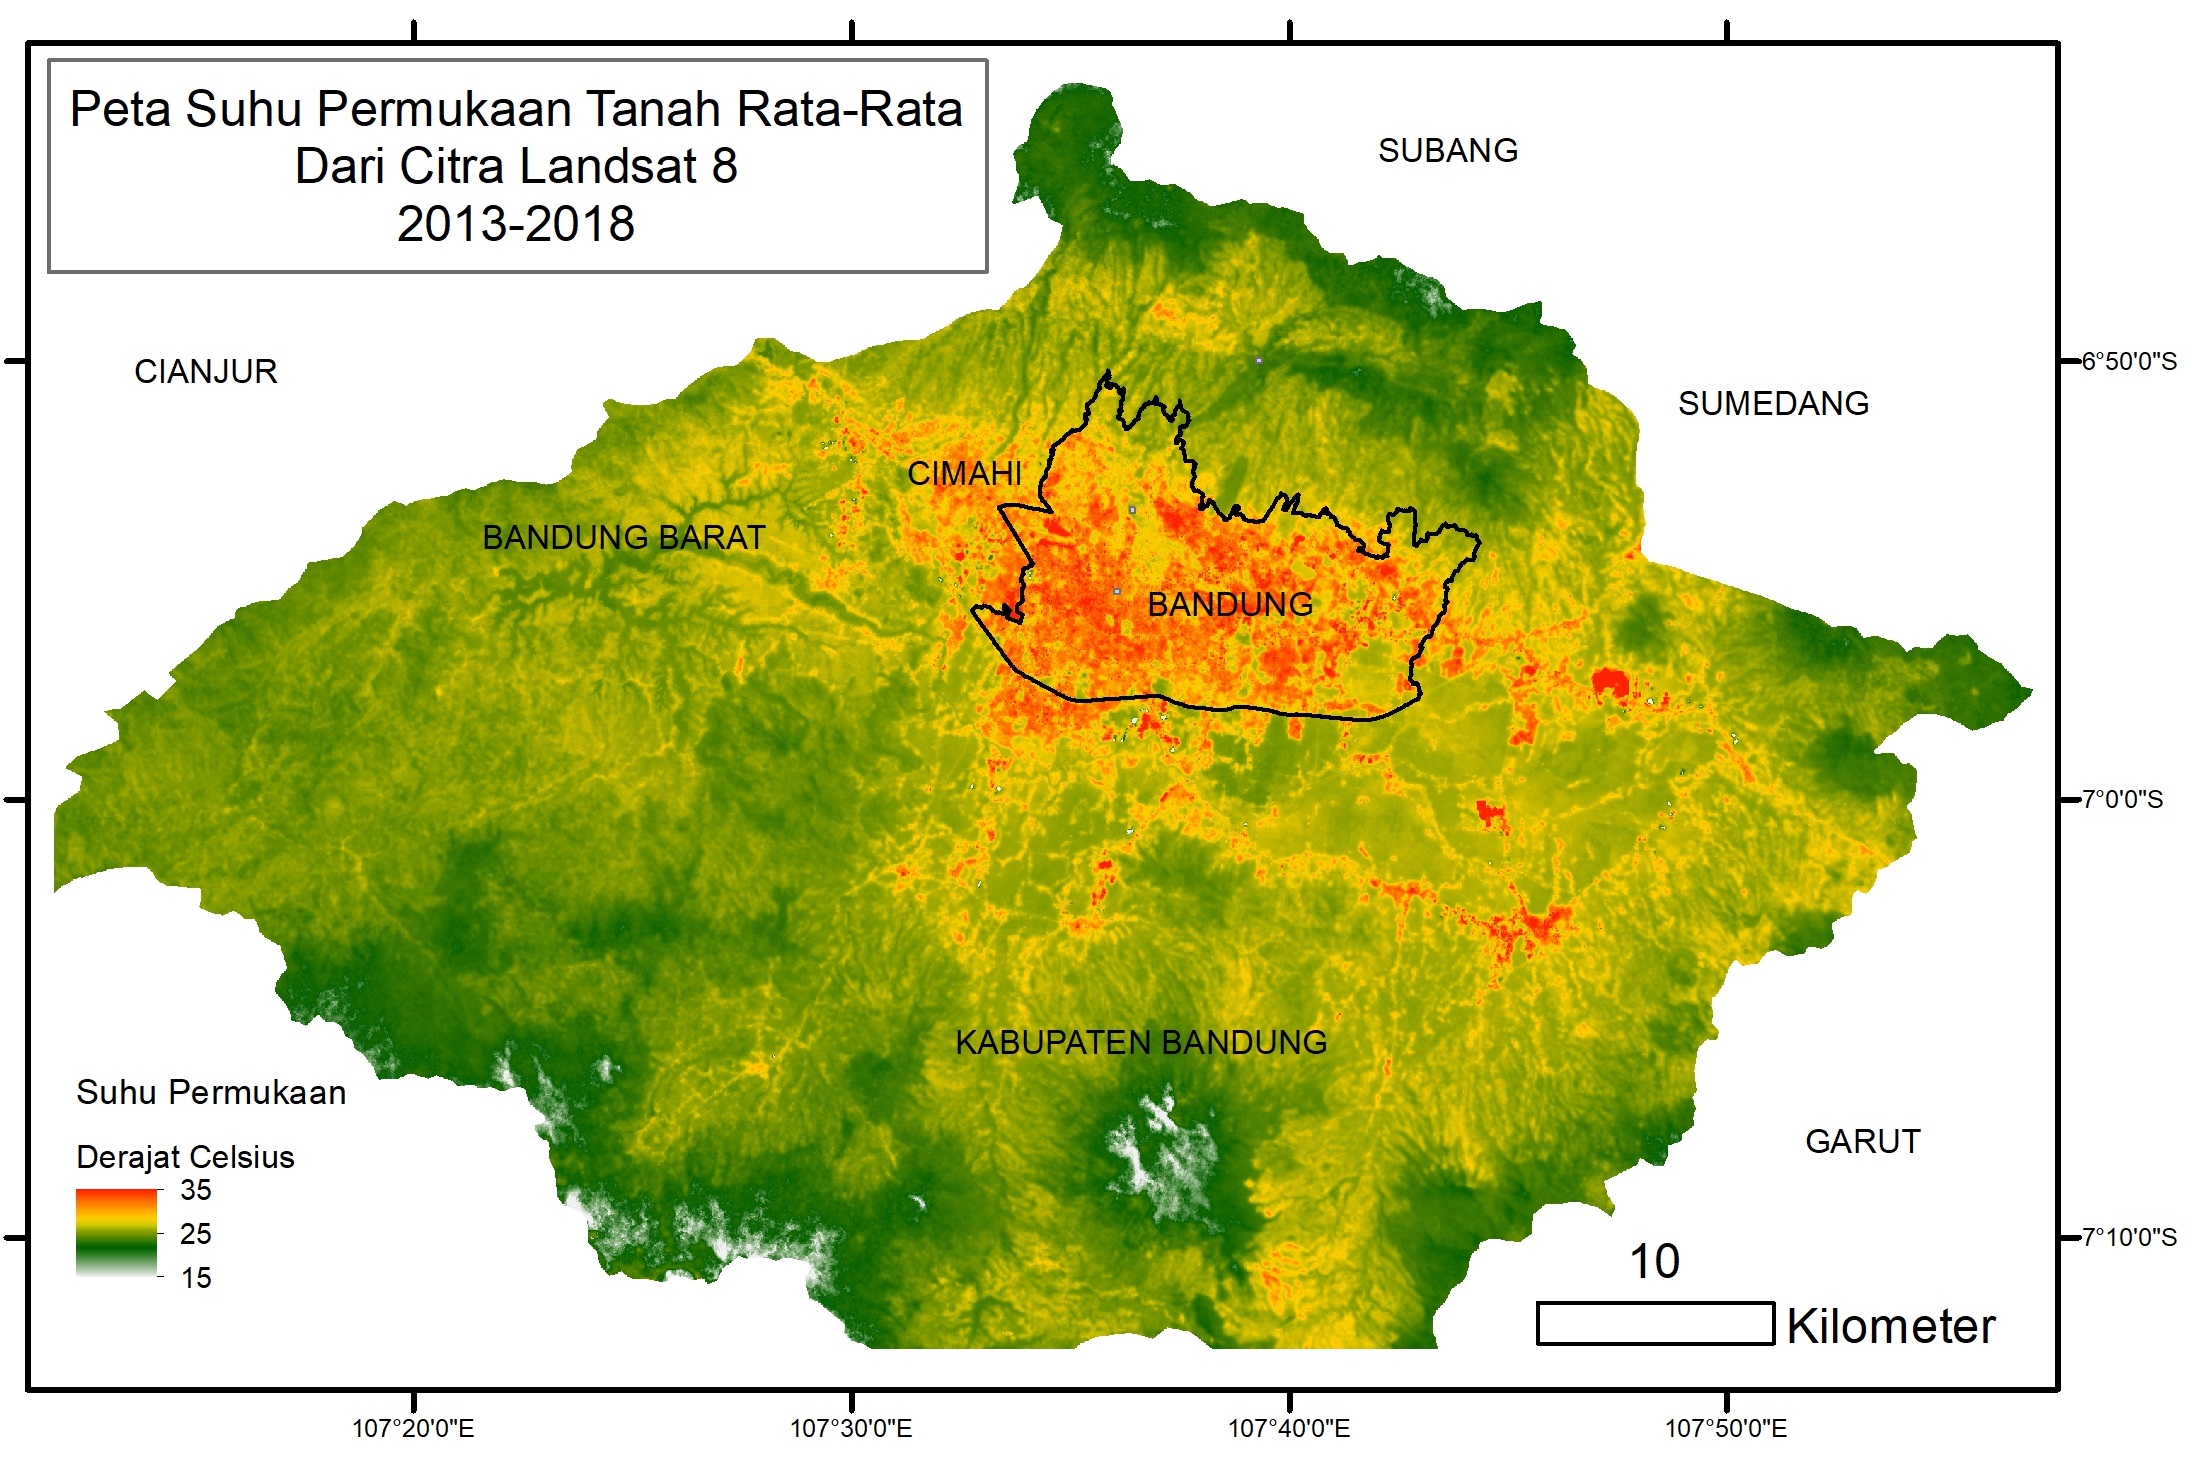 Peta Suhu Permukaan Tanah Rata-Rata
Dari Citra Landsat 8
2013-2018
SUBANG
CIANJUR
6°50'0"S
SUMEDANG
CIMAHI
BANDUNG BARAT
BANDUNG
7°0'0"S
KABUPATEN BANDUNG
Suhu Permukaan
GARUT
Derajat Celsius
35
25
15
7°10'0"S
10
Kilometer
107°20'0"E
107°30'0"E
107°40'0"E
107°50'0"E